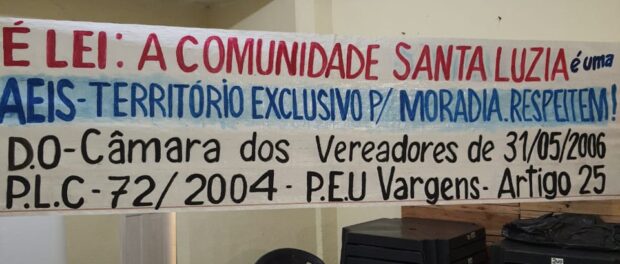 É LEI: A COMUNIDADE SANTA LUZIA é uma
AEIS-TERRITÓRIO EXCLUSIVO P/ MORADIA. RESPEITEM!
D.O-Câmara dos Vereadores de 31/05/2006
P.L.C-72/2004- P.E.U Vargens- Artigo 25